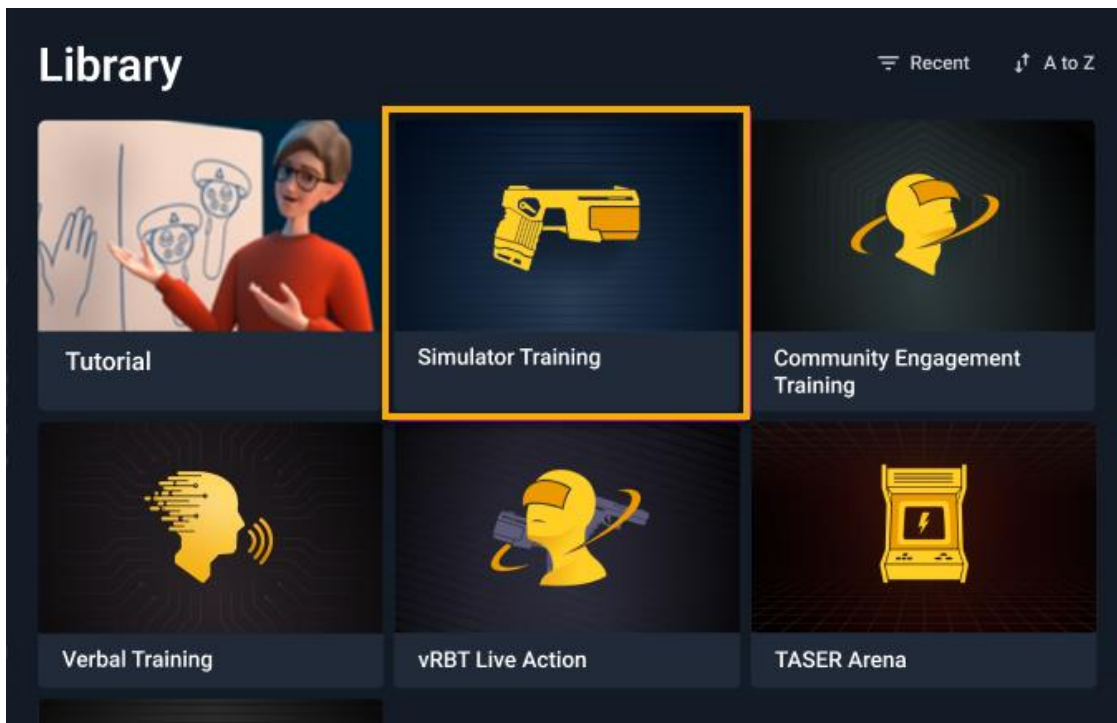 Library
Recent
A to Z
Tutorial
Simulator Training
Community Engagement
Training
Verbal Training
vRBT Live Action
TASER Arena